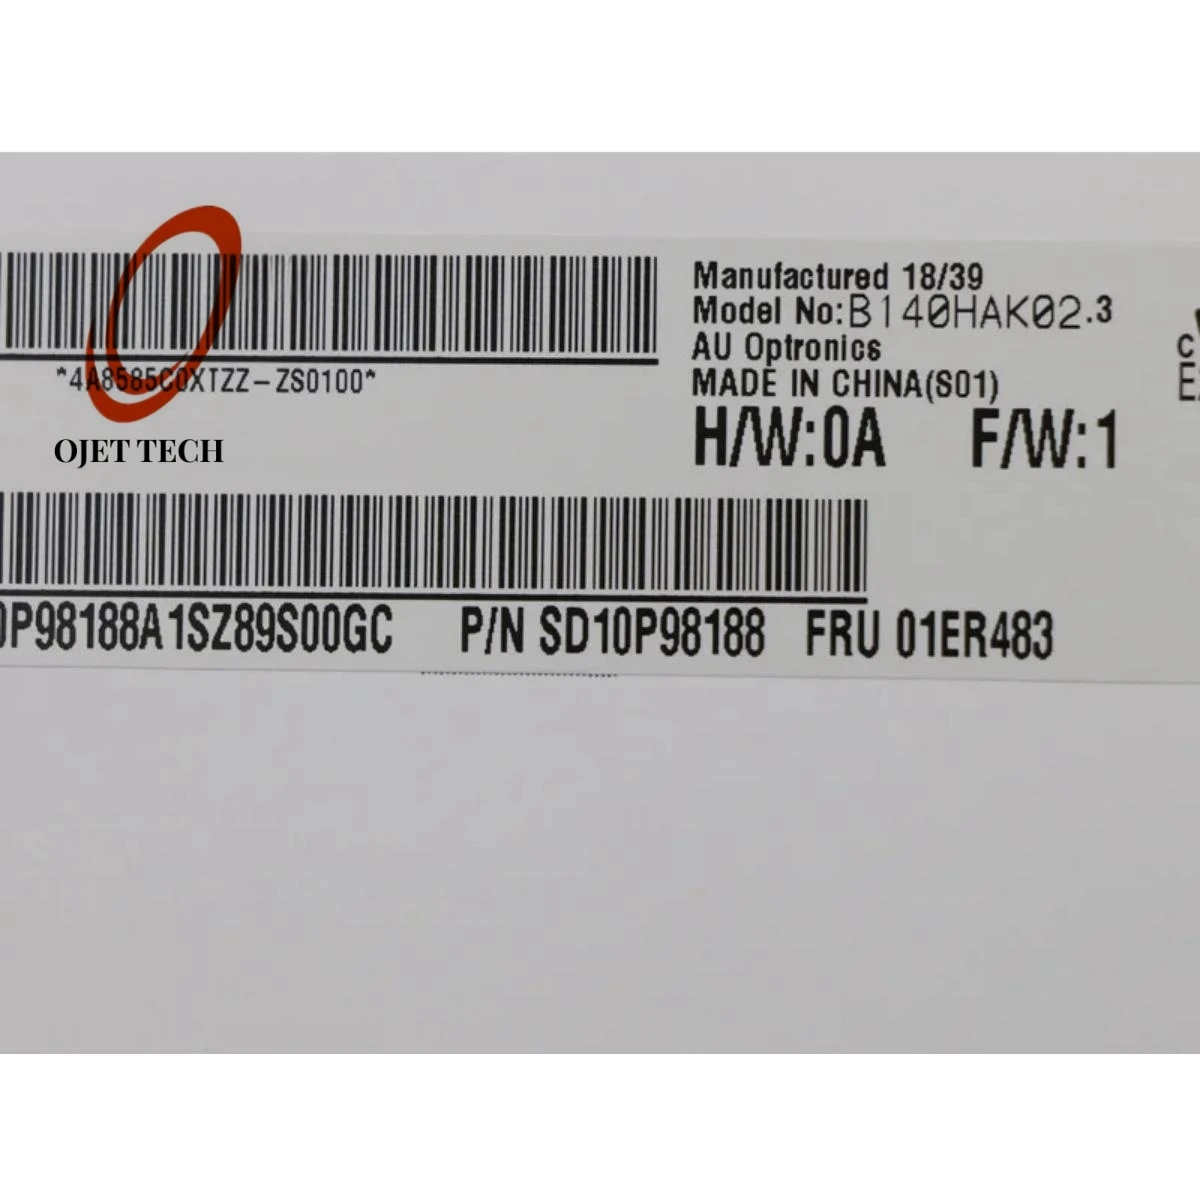 Manufactured 18/39
Model No:B140HAK02.3
AU Optronics
*4A8585C0XTZZ-ZS0100*
MADE IN CHINA(S01)
H/W:0A F/W:1
OJET TECH
P98188A1SZ89S00GC P/N SD10P98188 FRU 01ER483